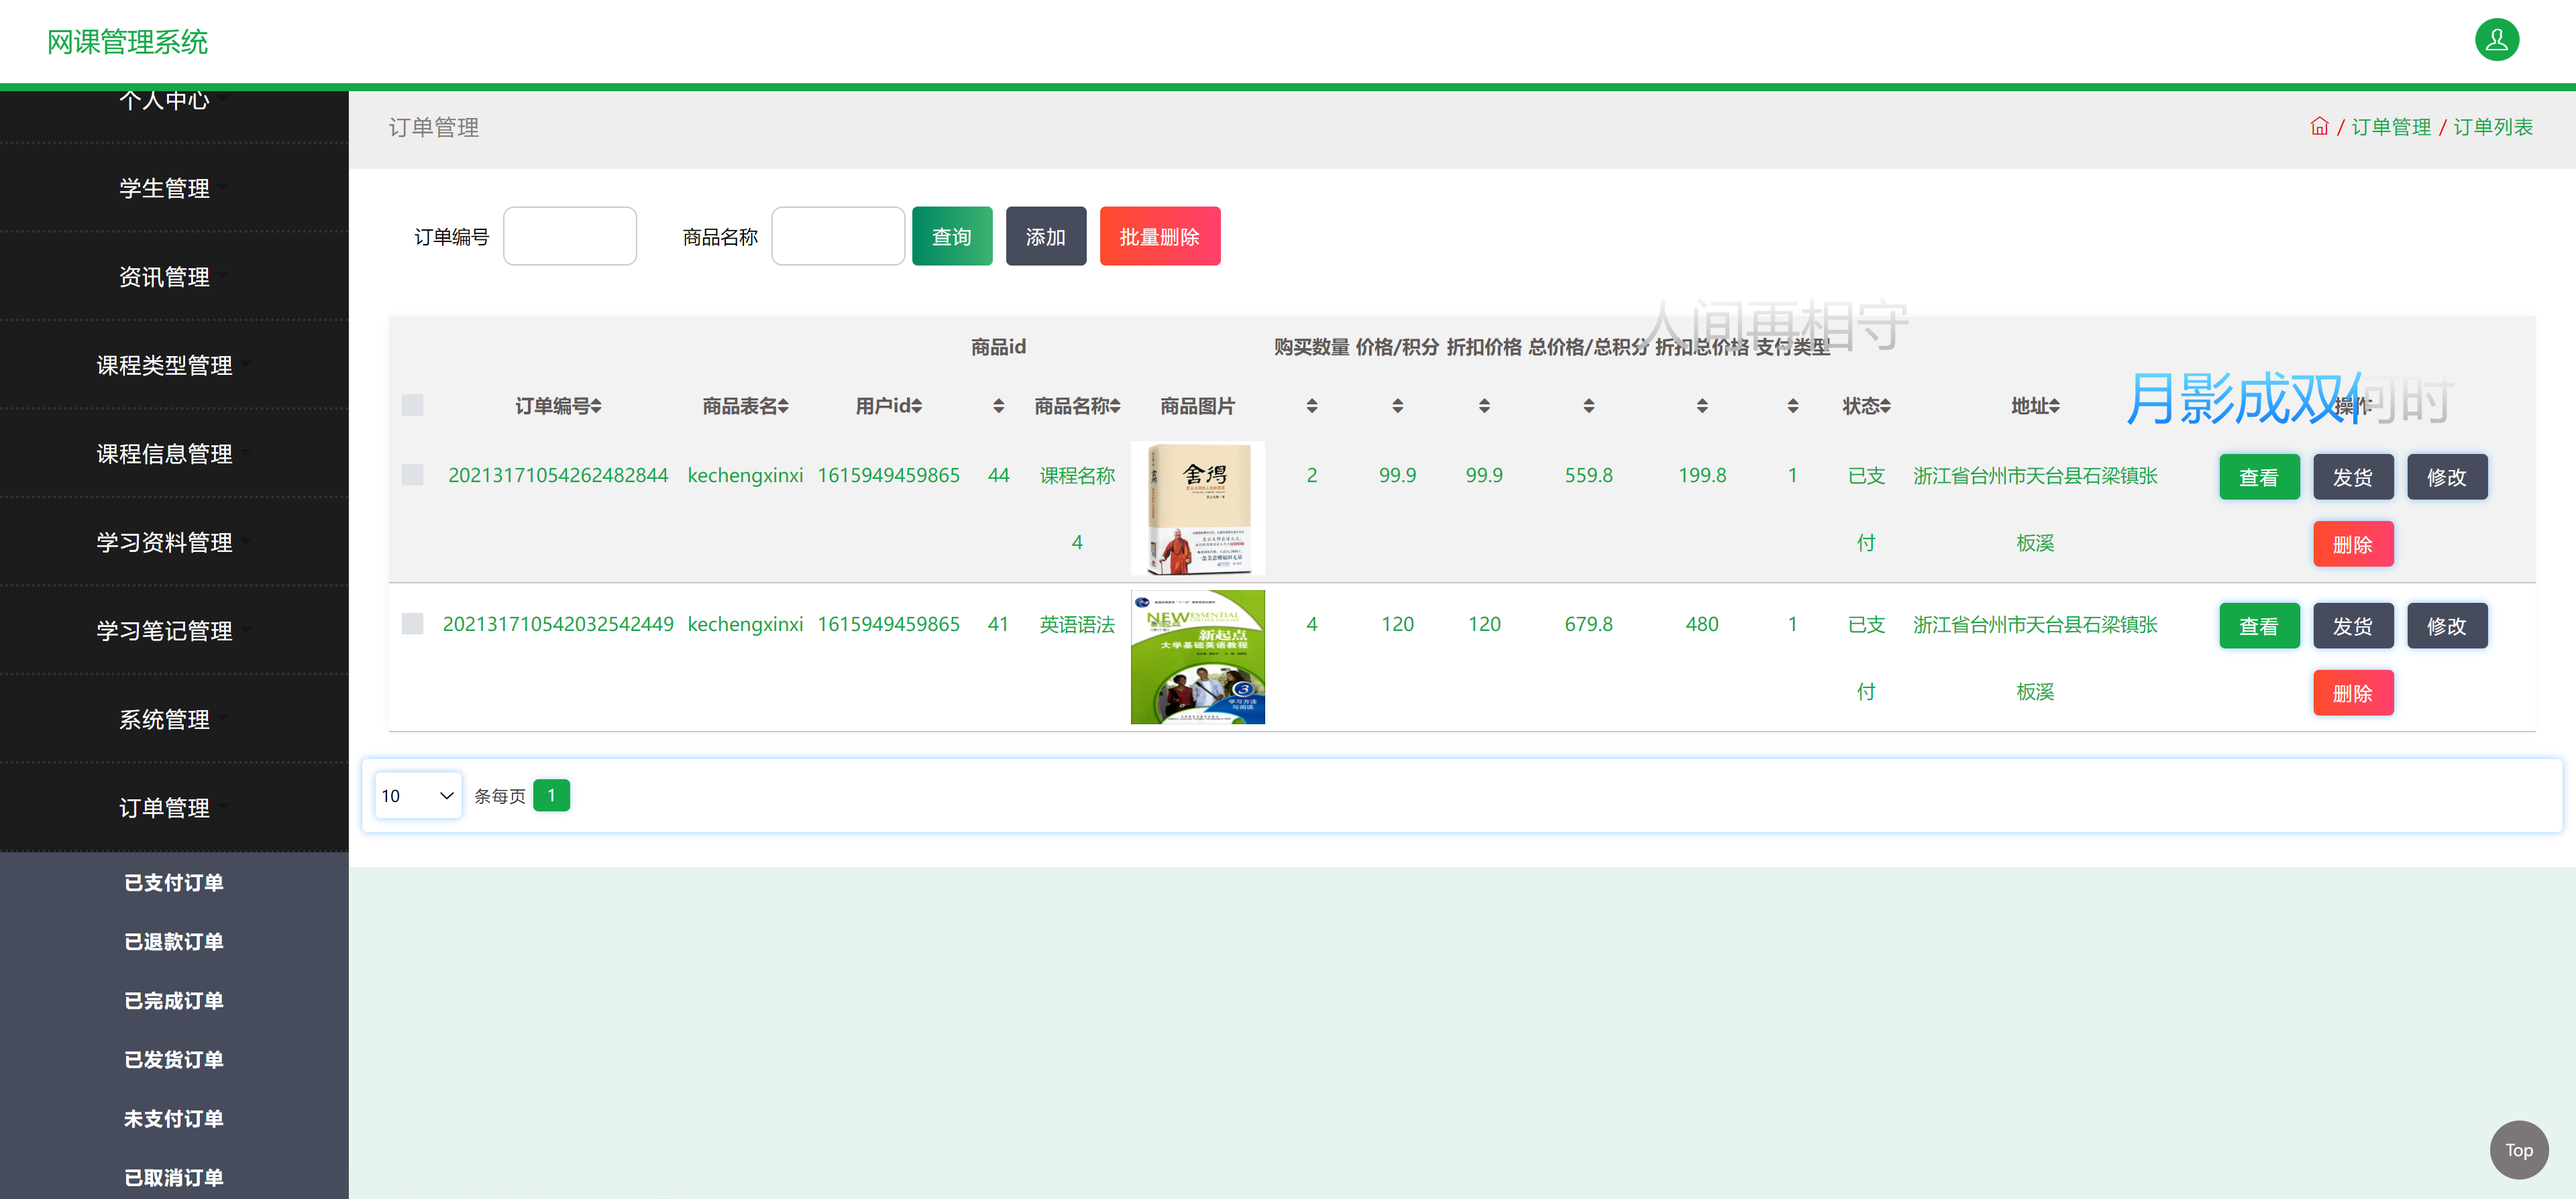 网课管理系统
个人中心
学生管理
资讯管理
课程类型管理
课程信息管理
学习资料管理
学习笔记管理
系统管理
订单管理
已支付订单
已退款订单
已完成订单
已发货订单
未支付订单
已取消订单
订单管理
/ 订单管理 / 订单列表
订单编号 商品名称 查询 添加 批量删除
人间再相守
月影成双何时
订单编号 商品表名 用户id 商品id 商品名称 商品图片 购买数量 价格/积分 折扣价格 总价格/总积分 折扣总价格 支付类型 状态 地址 操作
20213171054262482844 kechengxinxi 1615949459865 44 课程名称 2 99.9 99.9 559.8 199.8 1 已支 浙江省台州市天台县石梁镇张 查看 发货 修改
4 付 板溪 删除
舍得
202131710542032542449 kechengxinxi 1615949459865 41 英语语法 4 120 120 679.8 480 1 已支 浙江省台州市天台县石梁镇张 查看 发货 修改
付 板溪 删除
NEW ESSENTIAL
新起点
大学基础英语教程
3
学习方法
与阅读
10 条每页 1
Top